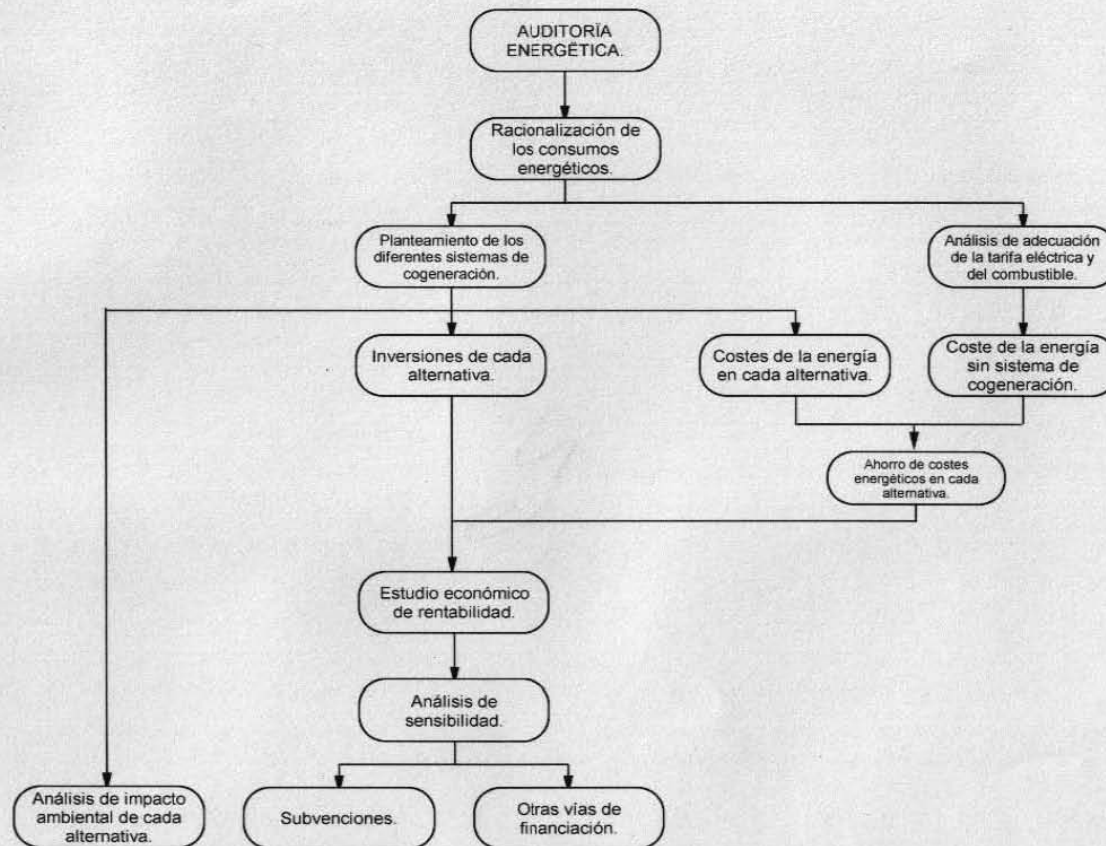 AUDITORÏA
ENERGËTICA.
Racionalización de
los consumos
energéticos.
Planteamiento de los
diferentes sistemas de
cogeneración.
Análisis de adecuación
de la tarifa eléctrica y
del combustible.
Inversiones de cada
alternativa.
Costes de la energía
en cada alternativa.
Coste de la energía
sin sistema de
cogeneración.
Ahorro de costes
energéticos en cada
alternativa.
Estudio económico
de rentabilidad.
Análisis de
sensibilidad.
Análisis de impacto
ambiental de cada
alternativa.
Subvenciones.
Otras vías de
financiación.